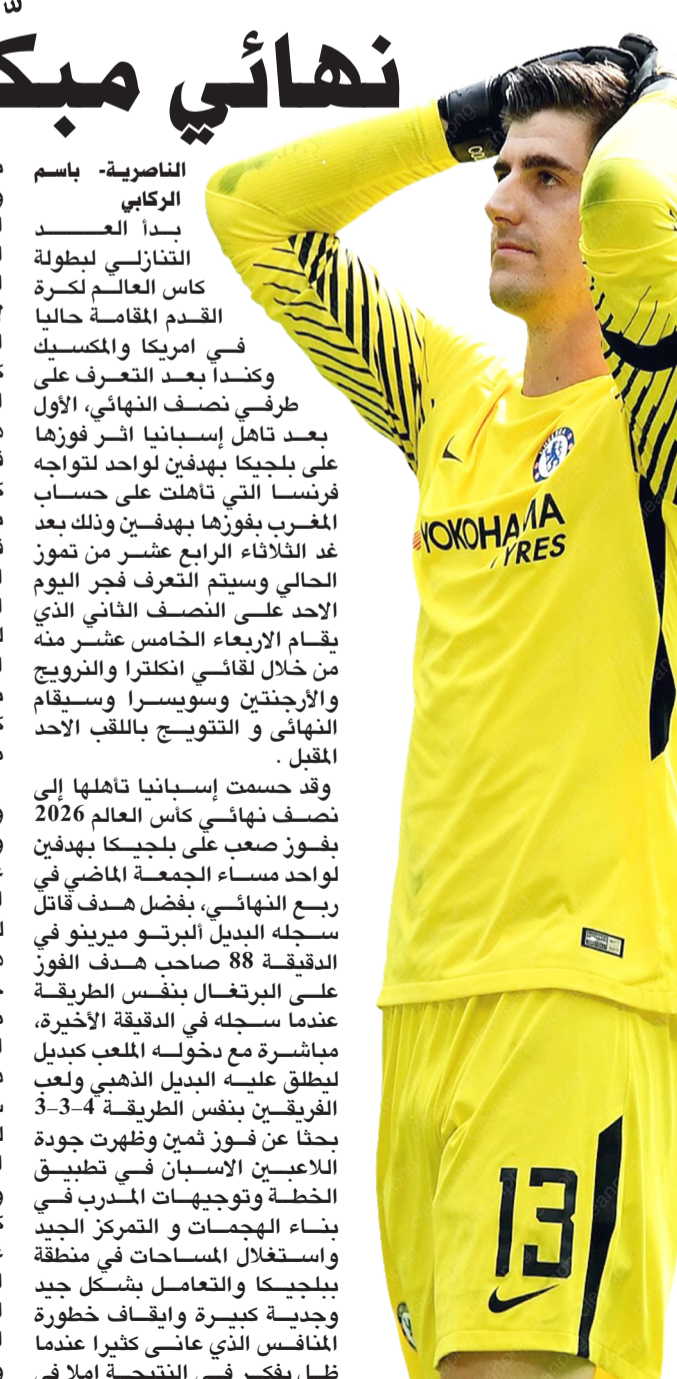 نهائي مبكّ
الناصرية- باسم
الركابي
بدأ العد
التنازلي لبطولة
كاس العالم لكرة
القدم المقامة حاليا
في امريكا والمكسيك
وكندا بعد التعرف على
طرفي نصف النهائي، الأول
بعد تاهل إسبانيا اثر فوزها
على بلجيكا بهدفين لواحد لتواجه
فرنسا التي تأهلت على حساب
المغرب بفوزها بهدفين وذلك بعد
غد الثلاثاء الرابع عشر من تموز
الحالي وسيتم التعرف فجر اليوم
الاحد على النصف الثاني الذي
يقام الاربعاء الخامس عشر منه
من خلال لقائي انكلترا والنرويج
والأرجنتين وسويسرا وسيقام
النهائي و التتويج باللقب الاحد
المقبل .
وقد حسمت إسبانيا تأهلها إلى
نصف نهائي كأس العالم 2026
بفوز صعب على بلجيكا بهدفين
لواحد مساء الجمعة الماضي في
ربع النهائي، بفضل هدف قاتل
سجله البديل ألبرتو ميرينو في
الدقيقة 88 صاحب هدف الفوز
على البرتغال بنفس الطريقة
عندما سجله في الدقيقة الأخيرة،
مباشرة مع دخوله الملعب كبديل
ليطلق عليه البديل الذهبي ولعب
الفريقين بنفس الطريقة 4-3-3
بحثا عن فوز ثمين وظهرت جودة
اللاعبين الاسبان في تطبيق
الخطة وتوجيهات المدرب في
بناء الهجمات و التمركز الجيد
واستغلال المساحات في منطقة
ببلجيكا والتعامل بشكل جيد
وجدية كبيرة وايقاف خطورة
المنافس الذي عانى كثيرا عندما
ظل يفكر في النتيجة املا في
YOKOHAMA
TYRES
13